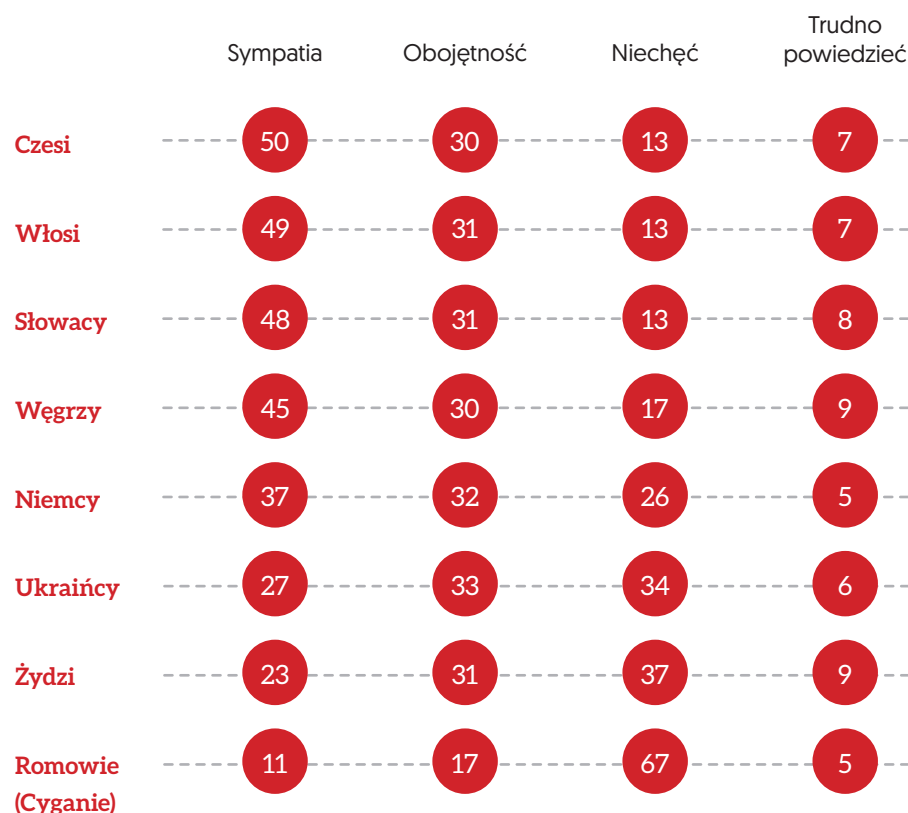 Sympatia Obojętność Niechęć Trudno powiedzieć
Czesi 50 30 13 7
Włosi 49 31 13 7
Słowacy 48 31 13 8
Węgrzy 45 30 17 9
Niemcy 37 32 26 5
Ukraińcy 27 33 34 6
Żydzi 23 31 37 9
Romowie 11 17 67 5
(Cyganie)